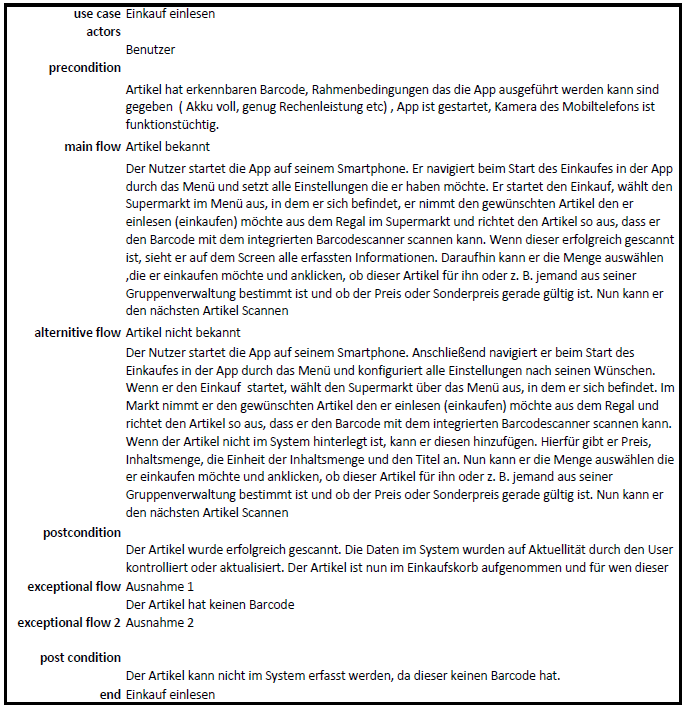 use case Einkauf einlesen
actors
Benutzer
precondition
Artikel hat erkennbaren Barcode, Rahmenbedingungen das die App ausgeführt werden kann sind
gegeben ( Akku voll, genug Rechenleistung etc) , App ist gestartet, Kamera des Mobiltelefons ist
funktionstüchtig.
main flow Artikel bekannt
Der Nutzer startet die App auf seinem Smartphone. Er navigiert beim Start des Einkaufes in der App
durch das Menü und setzt alle Einstellungen die er haben möchte. Er startet den Einkauf, wählt den
Supermarkt im Menü aus, in dem er sich befindet, er nimmt den gewünschten Artikel den er
einlesen (einkaufen) möchte aus dem Regal im Supermarkt und richtet den Artikel so aus, dass er
den Barcode mit dem integrierten Barcodescanner scannen kann. Wenn dieser erfolgreich gescannt
ist, sieht er auf dem Screen alle erfassten Informationen. Daraufhin kann er die Menge auswählen
,die er einkaufen möchte und anklicken, ob dieser Artikel für ihn oder z. B. jemand aus seiner
Gruppenverwaltung bestimmt ist und ob der Preis oder Sonderpreis gerade gültig ist. Nun kann er
den nächsten Artikel Scannen
alternitive flow Artikel nicht bekannt
Der Nutzer startet die App auf seinem Smartphone. Anschließend navigiert er beim Start des
Einkaufes in der App durch das Menü und konfiguriert alle Einstellungen nach seinen Wünschen.
Wenn er den Einkauf startet, wählt den Supermarkt über das Menü aus, in dem er sich befindet. Im
Markt nimmt er den gewünschten Artikel den er einlesen (einkaufen) möchte aus dem Regal und
richtet den Artikel so aus, dass er den Barcode mit dem integrierten Barcodescanner scannen kann.
Wenn der Artikel nicht im System hinterlegt ist, kann er diesen hinzufügen. Hierfür gibt er Preis,
Inhaltsmenge, die Einheit der Inhaltsmenge und den Titel an. Nun kann er die Menge auswählen die
er einkaufen möchte und anklicken, ob dieser Artikel für ihn oder z. B. jemand aus seiner
Gruppenverwaltung bestimmt ist und ob der Preis oder Sonderpreis gerade gültig ist. Nun kann er
den nächsten Artikel Scannen
postcondition
Der Artikel wurde erfolgreich gescannt. Die Daten im System wurden auf Aktuellität durch den User
kontrolliert oder aktualisiert. Der Artikel ist nun im Einkaufskorb aufgenommen und für wen dieser
exceptional flow Ausnahme 1
Der Artikel hat keinen Barcode
exceptional flow 2 Ausnahme 2
post condition
Der Artikel kann nicht im System erfasst werden, da dieser keinen Barcode hat.
end Einkauf einlesen